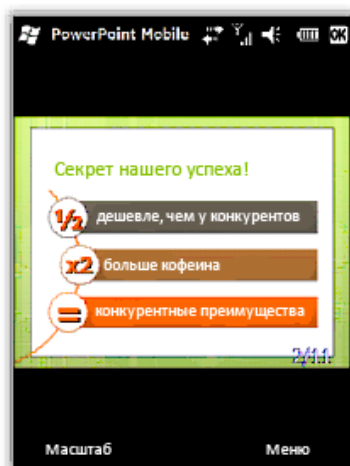 PowerPoint Mobile OK
Секрет нашего успеха!
1/2 дешевле, чем у конкурентов
x2 больше кофеина
= конкурентные преимущества
2/11
Масштаб Меню